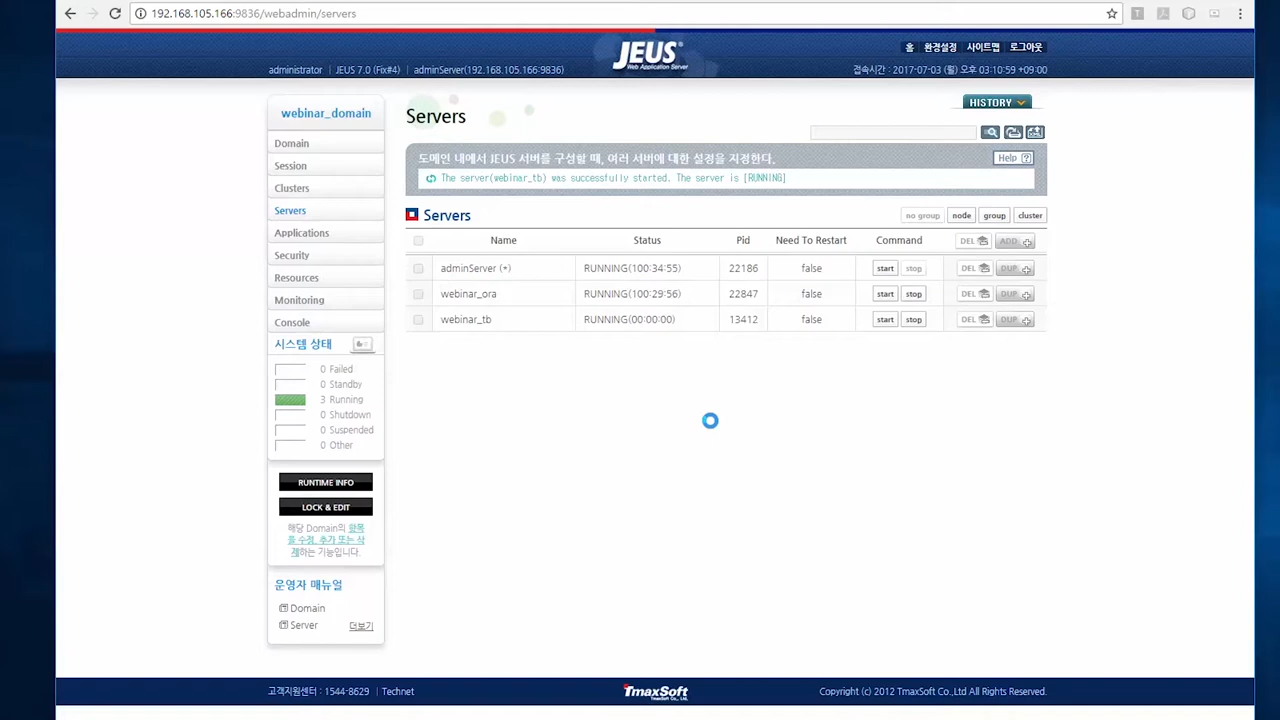 192.168.105.166:9836/webadmin/servers
홈 환경설정 사이트맵 로그아웃
JEUS
Web Application Server
administrator | JEUS 7.0 (Fix#4) | adminServer(192.168.105.166:9836)
접속시간 : 2017-07-03 (월) 오후 03:10:59 +09:00
webinar_domain
Domain
Session
Clusters
Servers
Applications
Security
Resources
Monitoring
Console
시스템 상태
0 Failed
0 Standby
3 Running
0 Shutdown
0 Suspended
0 Other
RUNTIME INFO
LOCK & EDIT
해당 Domain의 항목
을 수정, 추가 또는 삭
제하는 기능입니다.
운영자 매뉴얼
Domain
Server 더보기
HISTORY
Servers
도메인 내에서 JEUS 서버를 구성할 때, 여러 서버에 대한 설정을 지정한다.
Help
The server(webinar_tb) was successfully started. The server is [RUNNING]
Servers
no group node group cluster
Name Status Pid Need To Restart Command DEL ADD
adminServer (*) RUNNING(100:34:55) 22186 false start stop DEL DUP
webinar_ora RUNNING(100:29:56) 22847 false start stop DEL DUP
webinar_tb RUNNING(00:00:00) 13412 false start stop DEL DUP
고객지원센터 : 1544-8629 | Technet
TmaxSoft
TmaxSoft Co., Ltd.
Copyright (c) 2012 TmaxSoft Co.,Ltd All Rights Reserved.